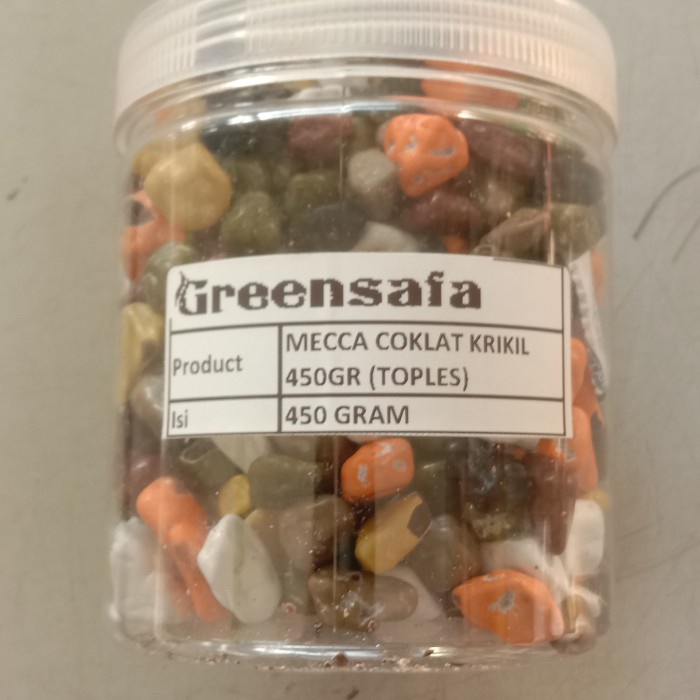 Greensafa
Product
MECCA COKLAT KRIKIL
450GR (TOPLES)
Isi
450 GRAM